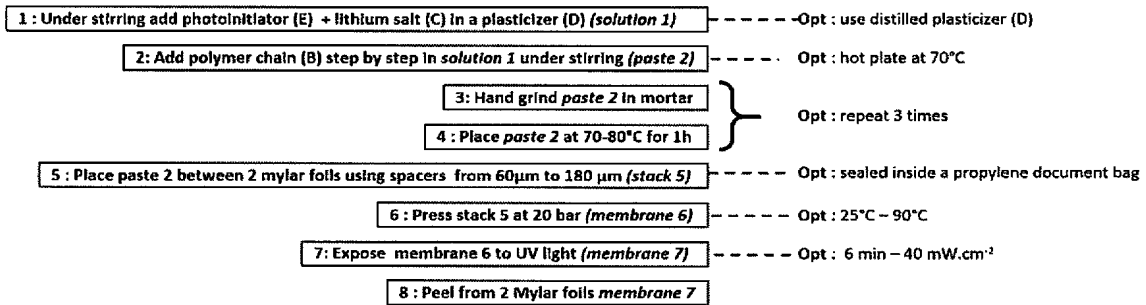 1 : Under stirring add photoinitiator (E) + lithium salt (C) in a plasticizer (D) (solution 1)
Opt : use distilled plasticizer (D)
2: Add polymer chain (B) step by step in solution 1 under stirring (paste 2)
Opt : hot plate at 70°C
3: Hand grind paste 2 in mortar
Opt : repeat 3 times
4 : Place paste 2 at 70-80°C for 1h
5 : Place paste 2 between 2 mylar foils using spacers from 60µm to 180 µm (stack 5)
Opt : sealed inside a propylene document bag
6 : Press stack 5 at 20 bar (membrane 6)
Opt : 25°C – 90°C
7: Expose membrane 6 to UV light (membrane 7)
Opt : 6 min – 40 mW.cm⁻²
8 : Peel from 2 Mylar foils membrane 7